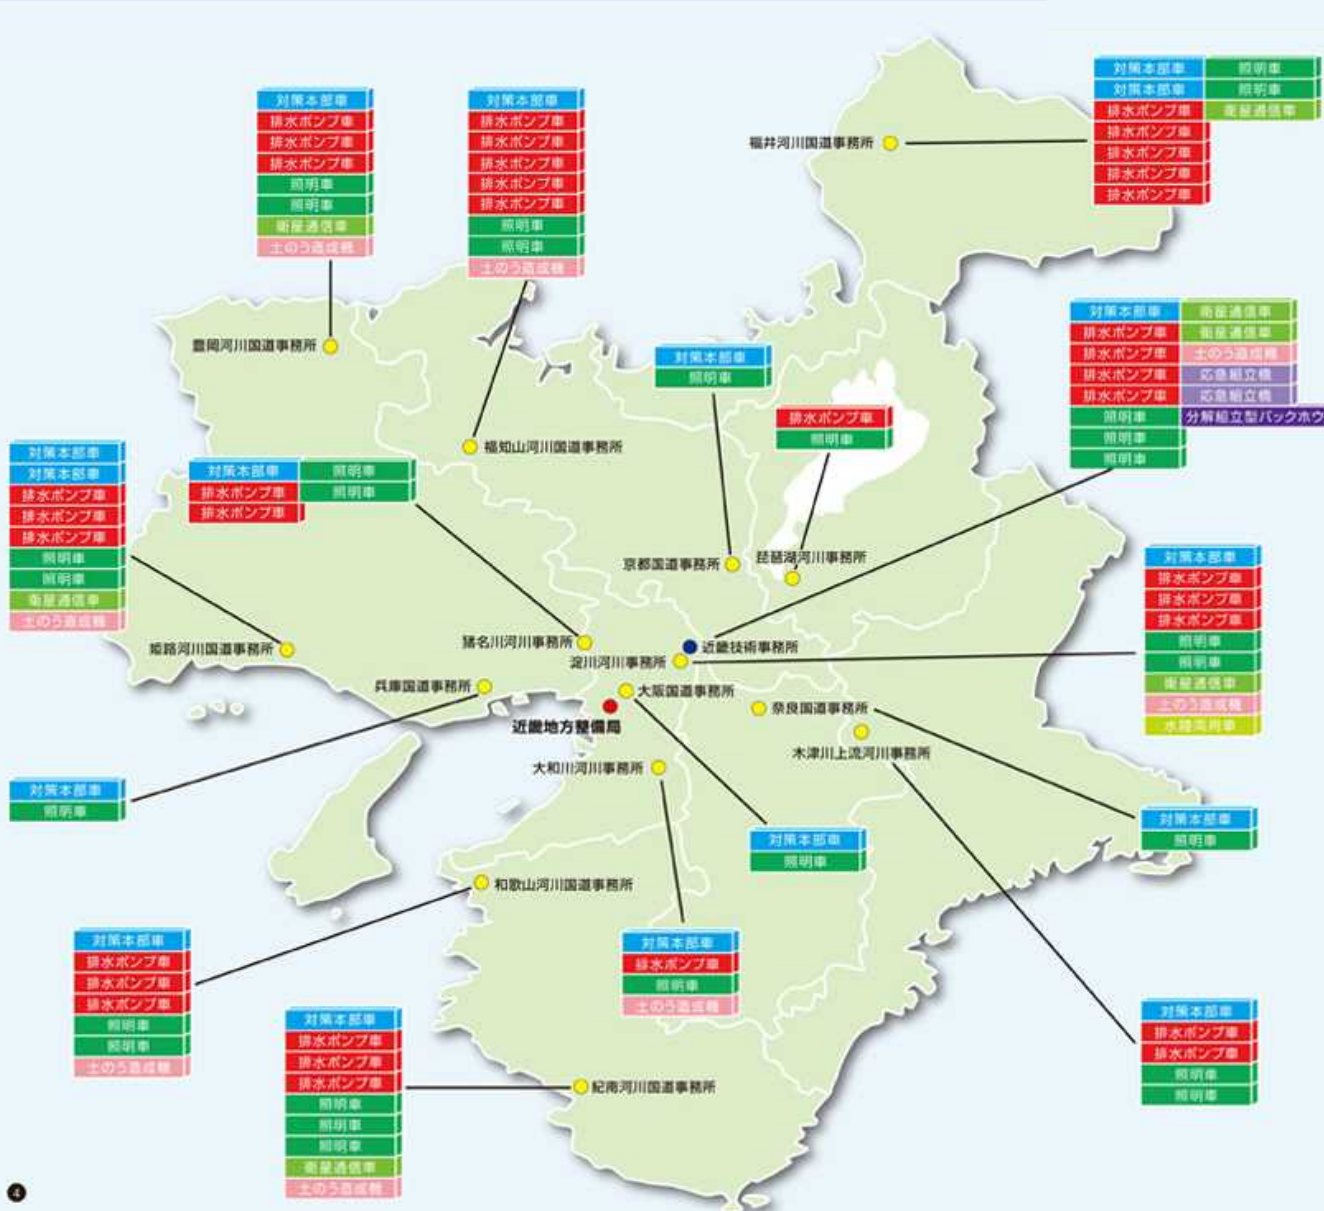 対策本部車
排水ポンプ車
排水ポンプ車
排水ポンプ車
照明車
照明車
衛星通信車
土のう造成機
豊岡河川国道事務所
対策本部車
排水ポンプ車
排水ポンプ車
排水ポンプ車
排水ポンプ車
排水ポンプ車
照明車
照明車
土のう造成機
福知山河川国道事務所
福井河川国道事務所
対策本部車 照明車
対策本部車 照明車
排水ポンプ車 衛星通信車
排水ポンプ車
排水ポンプ車
排水ポンプ車
排水ポンプ車
対策本部車
照明車
京都国道事務所
排水ポンプ車
照明車
琵琶湖河川事務所
対策本部車 衛星通信車
排水ポンプ車 衛星通信車
排水ポンプ車 土のう造成機
排水ポンプ車 応急組立橋
排水ポンプ車 応急組立橋
照明車 分解組立型バックホウ
照明車
照明車
近畿技術事務所
対策本部車
対策本部車
排水ポンプ車
排水ポンプ車
排水ポンプ車
照明車
照明車
衛星通信車
土のう造成機
姫路河川国道事務所
対策本部車 照明車
排水ポンプ車 照明車
排水ポンプ車
猪名川河川事務所
淀川河川事務所
対策本部車
排水ポンプ車
排水ポンプ車
排水ポンプ車
照明車
照明車
衛星通信車
土のう造成機
水陸両用車
兵庫国道事務所
対策本部車
照明車
大阪国道事務所
対策本部車
照明車
近畿地方整備局
奈良国道事務所
対策本部車
照明車
木津川上流河川事務所
対策本部車
排水ポンプ車
排水ポンプ車
照明車
照明車
大和川河川事務所
対策本部車
排水ポンプ車
照明車
土のう造成機
和歌山河川国道事務所
対策本部車
排水ポンプ車
排水ポンプ車
排水ポンプ車
照明車
照明車
土のう造成機
紀南河川国道事務所
対策本部車
排水ポンプ車
排水ポンプ車
排水ポンプ車
照明車
照明車
照明車
衛星通信車
土のう造成機
4